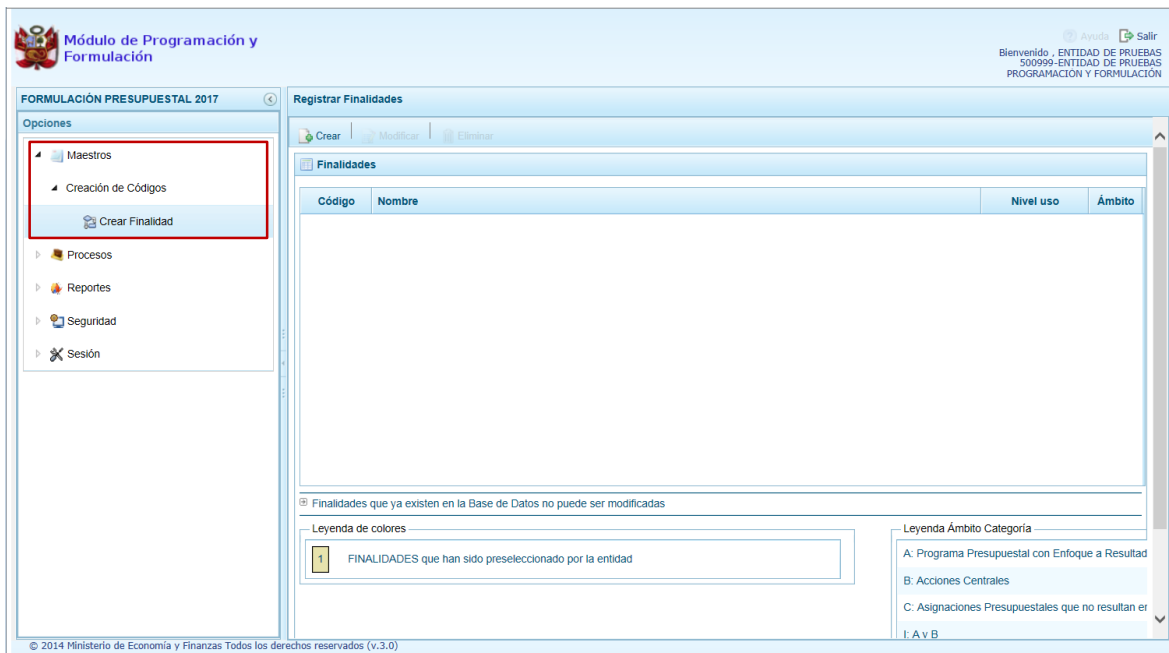 Módulo de Programación y
Formulación
Ayuda Salir
Bienvenido , ENTIDAD DE PRUEBAS
500999-ENTIDAD DE PRUEBAS
PROGRAMACIÓN Y FORMULACIÓN
FORMULACIÓN PRESUPUESTAL 2017
Opciones
Maestros
Creación de Códigos
Crear Finalidad
Procesos
Reportes
Seguridad
Sesión
Registrar Finalidades
Crear Modificar Eliminar
Finalidades
Código Nombre Nivel uso Ámbito
Finalidades que ya existen en la Base de Datos no puede ser modificadas
Leyenda de colores
1 FINALIDADES que han sido preseleccionado por la entidad
Leyenda Ámbito Categoría
A: Programa Presupuestal con Enfoque a Resultad
B: Acciones Centrales
C: Asignaciones Presupuestales que no resultan er
I: A y B
© 2014 Ministerio de Economía y Finanzas Todos los derechos reservados (v.3.0)